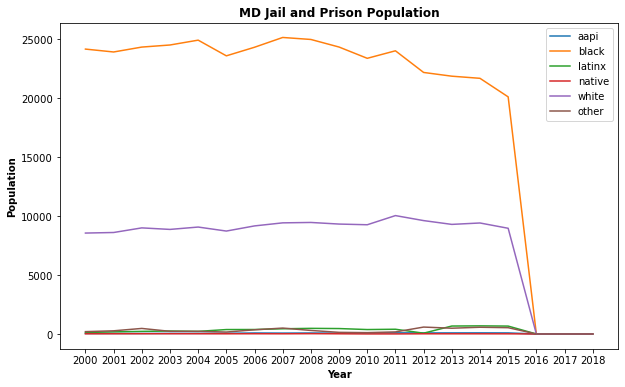 MD Jail and Prison Population
25000
20000
15000
10000
5000
0
Population
aapi
black
latinx
native
white
other
2000 2001 2002 2003 2004 2005 2006 2007 2008 2009 2010 2011 2012 2013 2014 2015 2016 2017 2018
Year